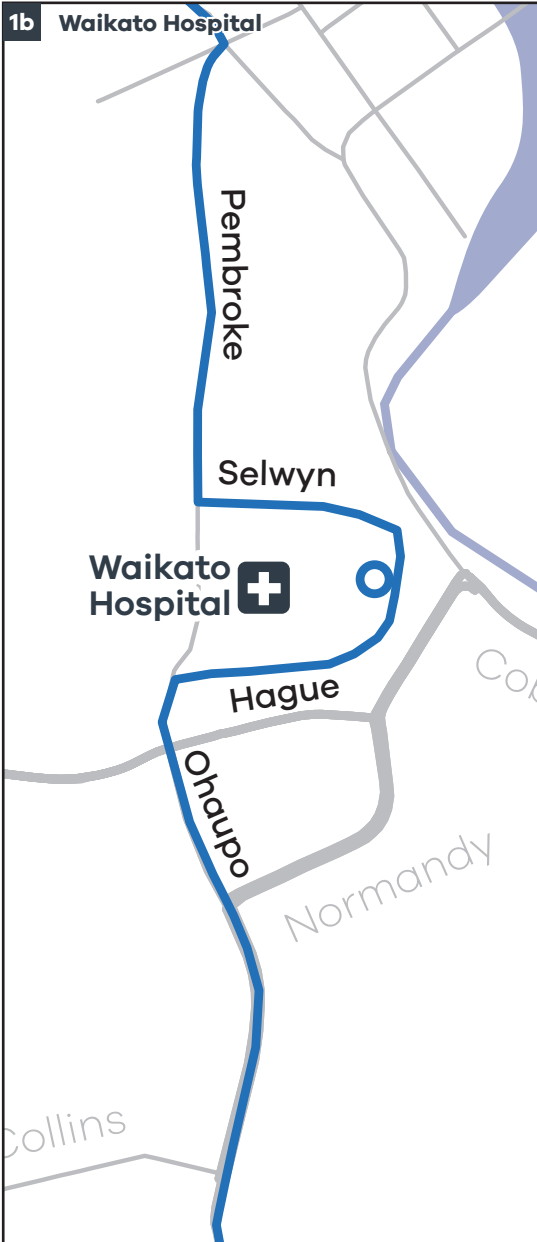 1b Waikato Hospital
Pembroke
Selwyn
Waikato
Hospital
Hague
Ohaupo
Normandy
Collins